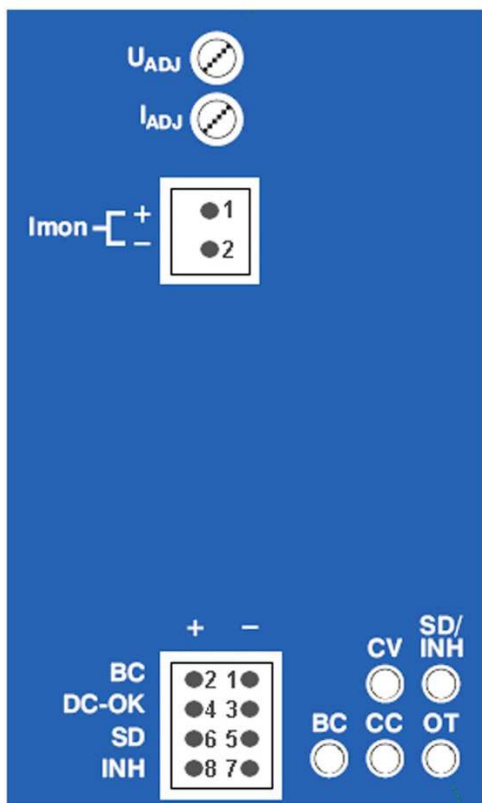 UADJ
IADJ
Imon + 1
- 2
+ -
BC 2 1
DC-OK 4 3
SD 6 5
INH 8 7
CV SD/INH
BC CC OT